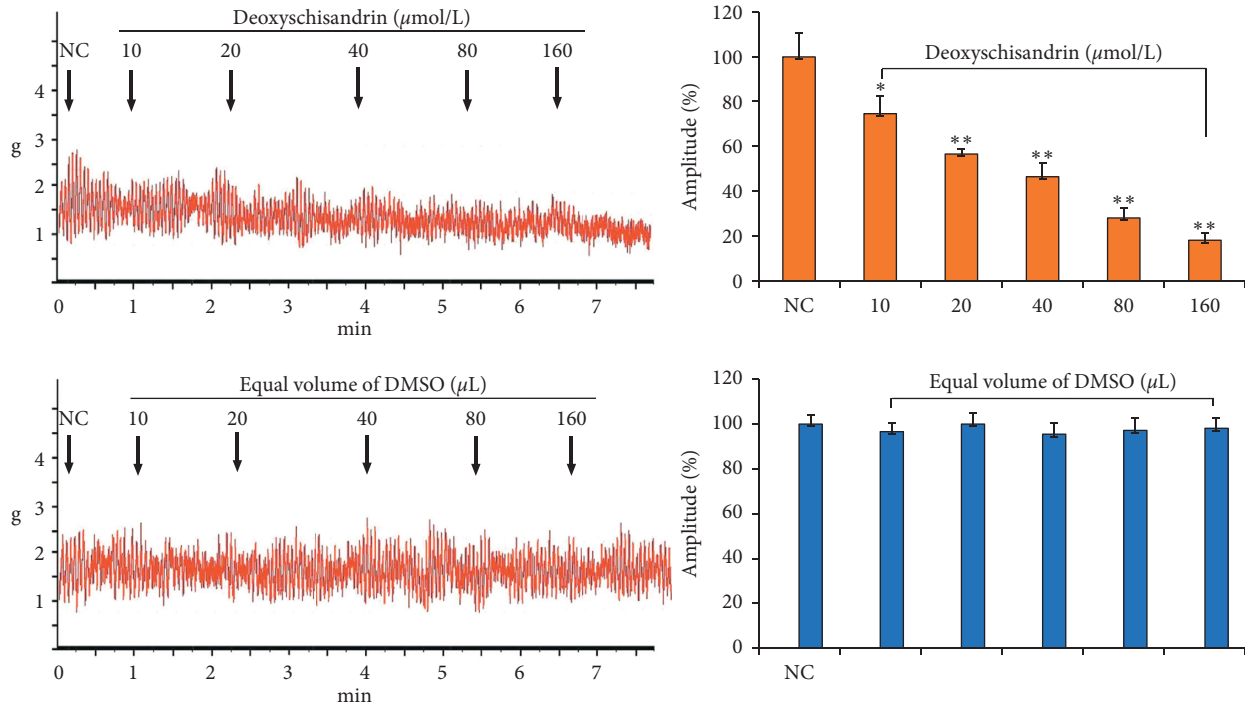 Deoxyschisandrin (µmol/L)
NC 10 20 40 80 160
4
3
g
2
1
0 1 2 3 4 5 6 7
min
120
100
80
60
40
20
0
Amplitude (%)
Deoxyschisandrin (µmol/L)
*
**
**
**
**
NC 10 20 40 80 160
Equal volume of DMSO (µL)
NC 10 20 40 80 160
4
3
g
2
1
0 1 2 3 4 5 6 7
min
120
100
80
60
40
20
0
Amplitude (%)
Equal volume of DMSO (µL)
NC